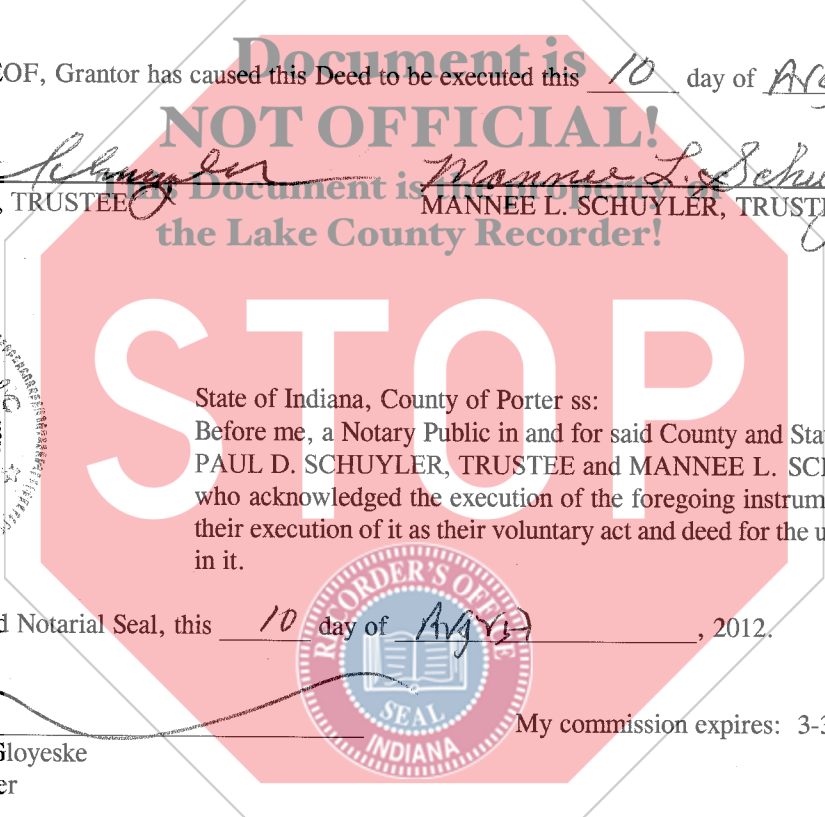 Document is
OF, Grantor has caused this Deed to be executed this 10 day of
NOT OFFICIAL!
Schuyler Mannee L. Schu
This Document is the property of
, TRUSTEE MANNEE L. SCHUYLER, TRUST
the Lake County Recorder!
STOP
State of Indiana, County of Porter ss:
Before me, a Notary Public in and for said County and Sta
PAUL D. SCHUYLER, TRUSTEE and MANNEE L. SC
who acknowledged the execution of the foregoing instrum
their execution of it as their voluntary act and deed for the u
in it.
RECORDER'S OFFICE
d Notarial Seal, this 10 day of August, 2012.
SEAL
INDIANA
My commission expires: 3-3
Gloyeske
er